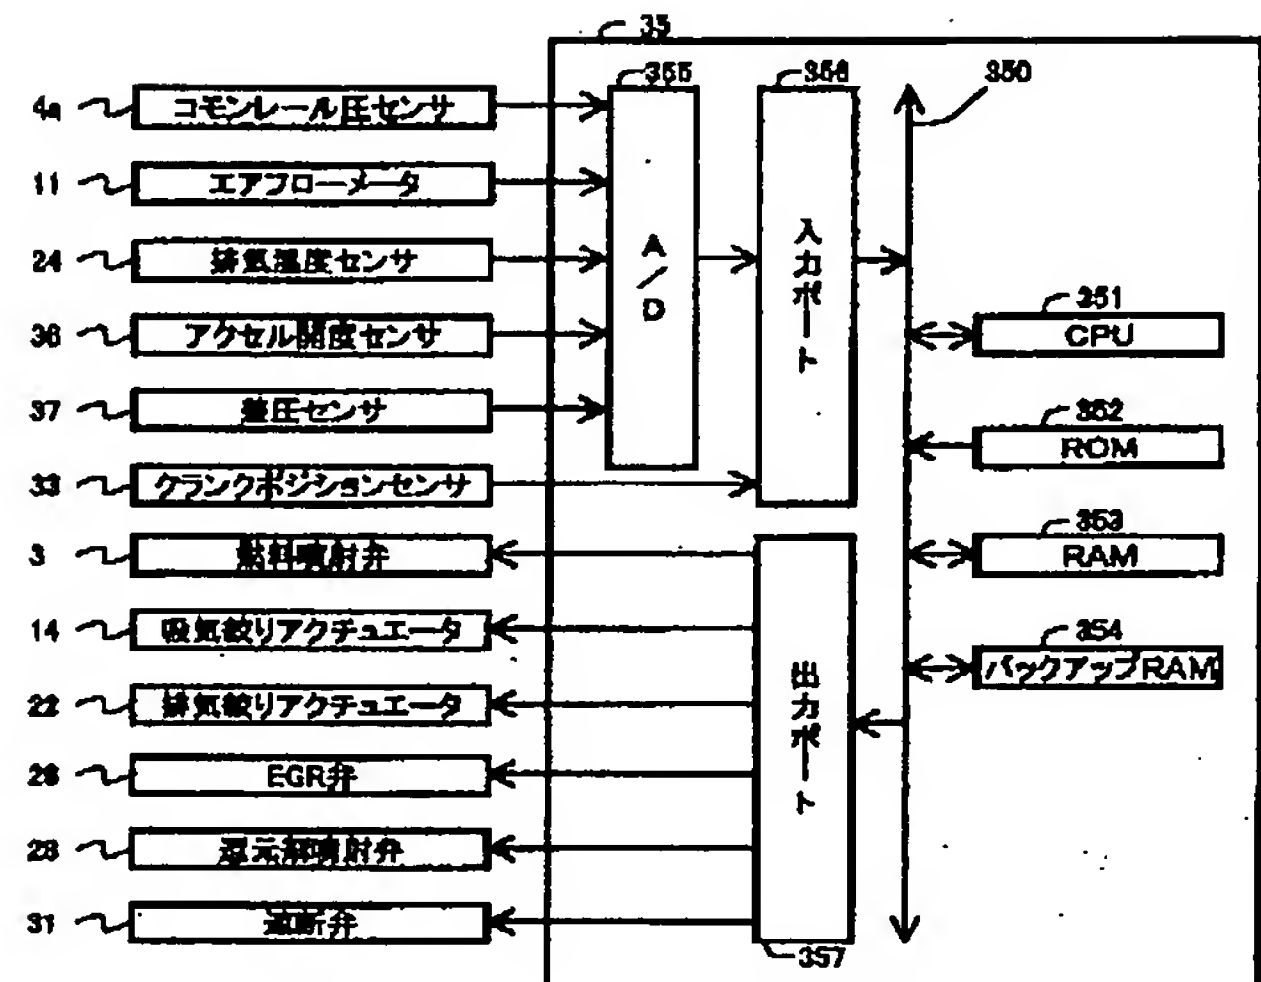 35
4a コモンレール圧センサ
355
356
350
11 エアフローメータ
24 排気温度センサ
36 アクセル開度センサ
37 差圧センサ
33 クランクポジションセンサ
A/D
入力ポート
351
CPU
352
ROM
353
RAM
354
バックアップRAM
3 燃料噴射弁
14 吸気絞りアクチュエータ
22 排気絞りアクチュエータ
26 EGR弁
28 還元剤噴射弁
31 遮断弁
出力ポート
357